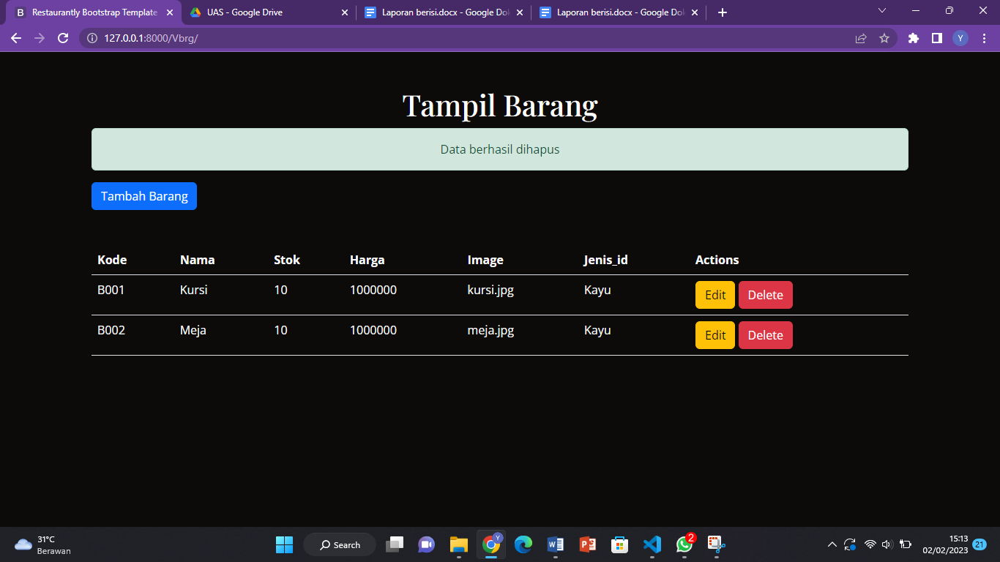 Restaurantly Bootstrap Template
UAS - Google Drive
Laporan berisi.docx - Google Dok
Laporan berisi.docx - Google Dok
127.0.0.1:8000/Vbrg/
Y
Tampil Barang
Data berhasil dihapus
Tambah Barang
Kode Nama Stok Harga Image Jenis_id Actions
B001 Kursi 10 1000000 kursi.jpg Kayu Edit Delete
B002 Meja 10 1000000 meja.jpg Kayu Edit Delete
31°C
Berawan
Search
2
15:13
02/02/2023
21